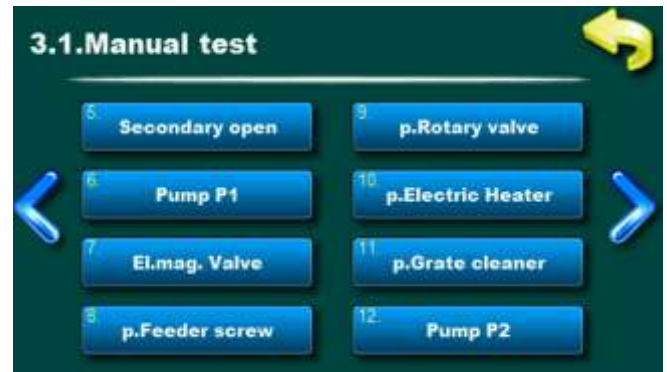 3.1.Manual test
5.
Secondary open
6.
Pump P1
7.
El.mag. Valve
8.
p.Feeder screw
9.
p.Rotary valve
10.
p.Electric Heater
11.
p.Grate cleaner
12.
Pump P2